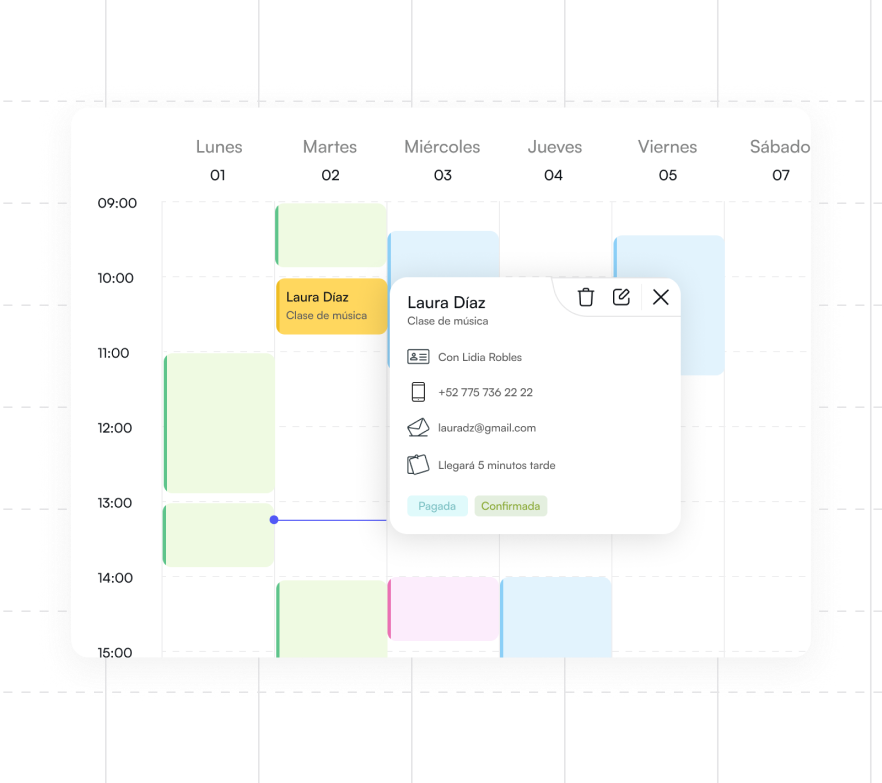 Lunes Martes Miércoles Jueves Viernes Sábado
01 02 03 04 05 07
09:00
10:00
Laura Díaz
Clase de música
11:00
12:00
13:00
14:00
15:00
Laura Díaz
Clase de música
Con Lidia Robles
+52 775 736 22 22
lauradz@gmail.com
Llegará 5 minutos tarde
Pagada Confirmada